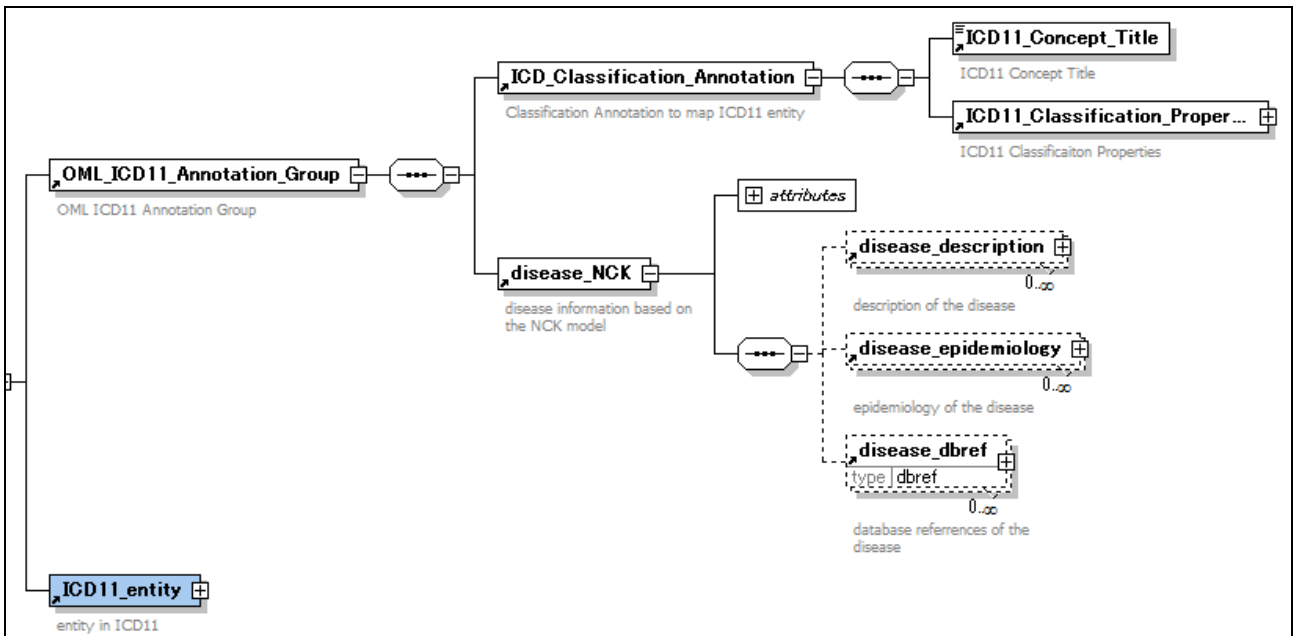 ICD11_Concept_Title
ICD11 Concept Title
ICD_Classification_Annotation
Classification Annotation to map ICD11 entity
ICD11_Classification_Proper...
ICD11 Classificaiton Properties
OML_ICD11_Annotation_Group
OML ICD11 Annotation Group
attributes
disease_description
0..∞
description of the disease
disease_NCK
disease information based on
the NCK model
disease_epidemiology
0..∞
epidemiology of the disease
disease_dbref
type dbref
0..∞
database referrences of the
disease
ICD11_entity
entity in ICD11